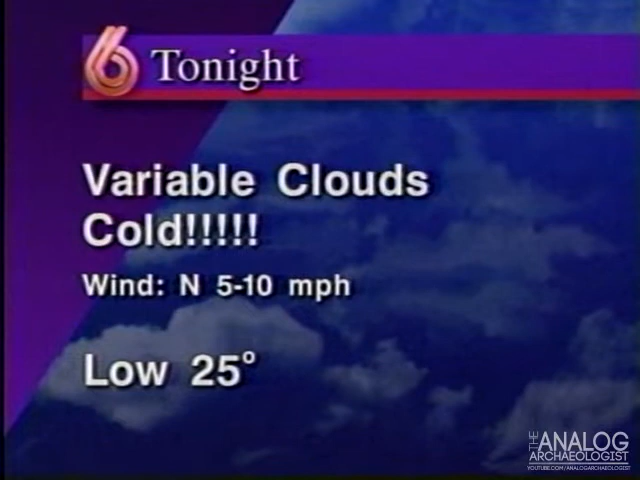 6 Tonight
Variable Clouds
Cold!!!!!
Wind: N 5-10 mph
Low 25°
THE ANALOG
ARCHAEOLOGIST
YOUTUBE.COM/ANALOGARCHAEOLOGIST